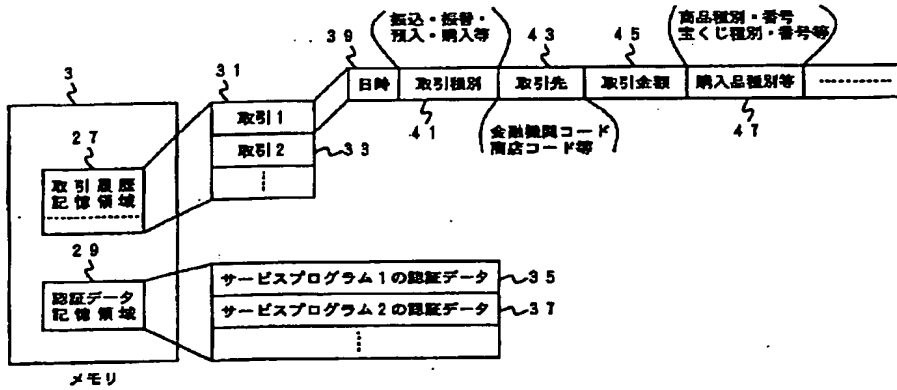 振込・振替・
預入・購入等
商品種別・番号
宝くじ種別・番号等
３９
４３
４５
日時
取引種別
取引先
取引金額
購入品種別等
４１
金融機関コード
商店コード等
４７
３
３１
取引１
取引２
３３
２７
取引履歴
記憶領域
２９
認証データ
記憶領域
サービスプログラム１の認証データ
３５
サービスプログラム２の認証データ
３７
メモリ